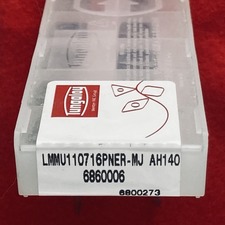 Tungaloy
LMMU110716PNER-MJ AH140
6860006
6800273